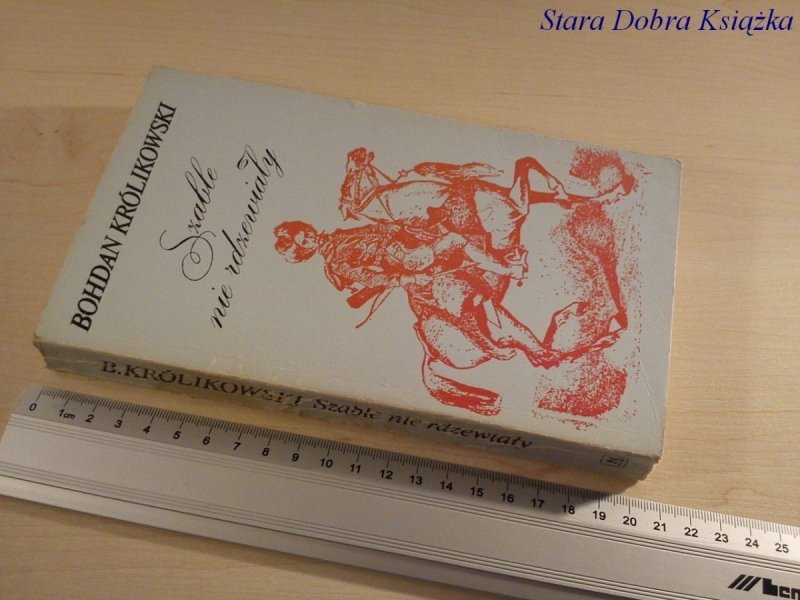 Stara Dobra Książka
BOHDAN KRÓLIKOWSKI
Szable
nie rdzewiały
B. KRÓLIKOWSKI Szable nie rdzewiały
0 1cm 2 3 4 5 6 7 8 9 10 11 12 13 14 15 16 17 18 19 20 21 22 23 24 25